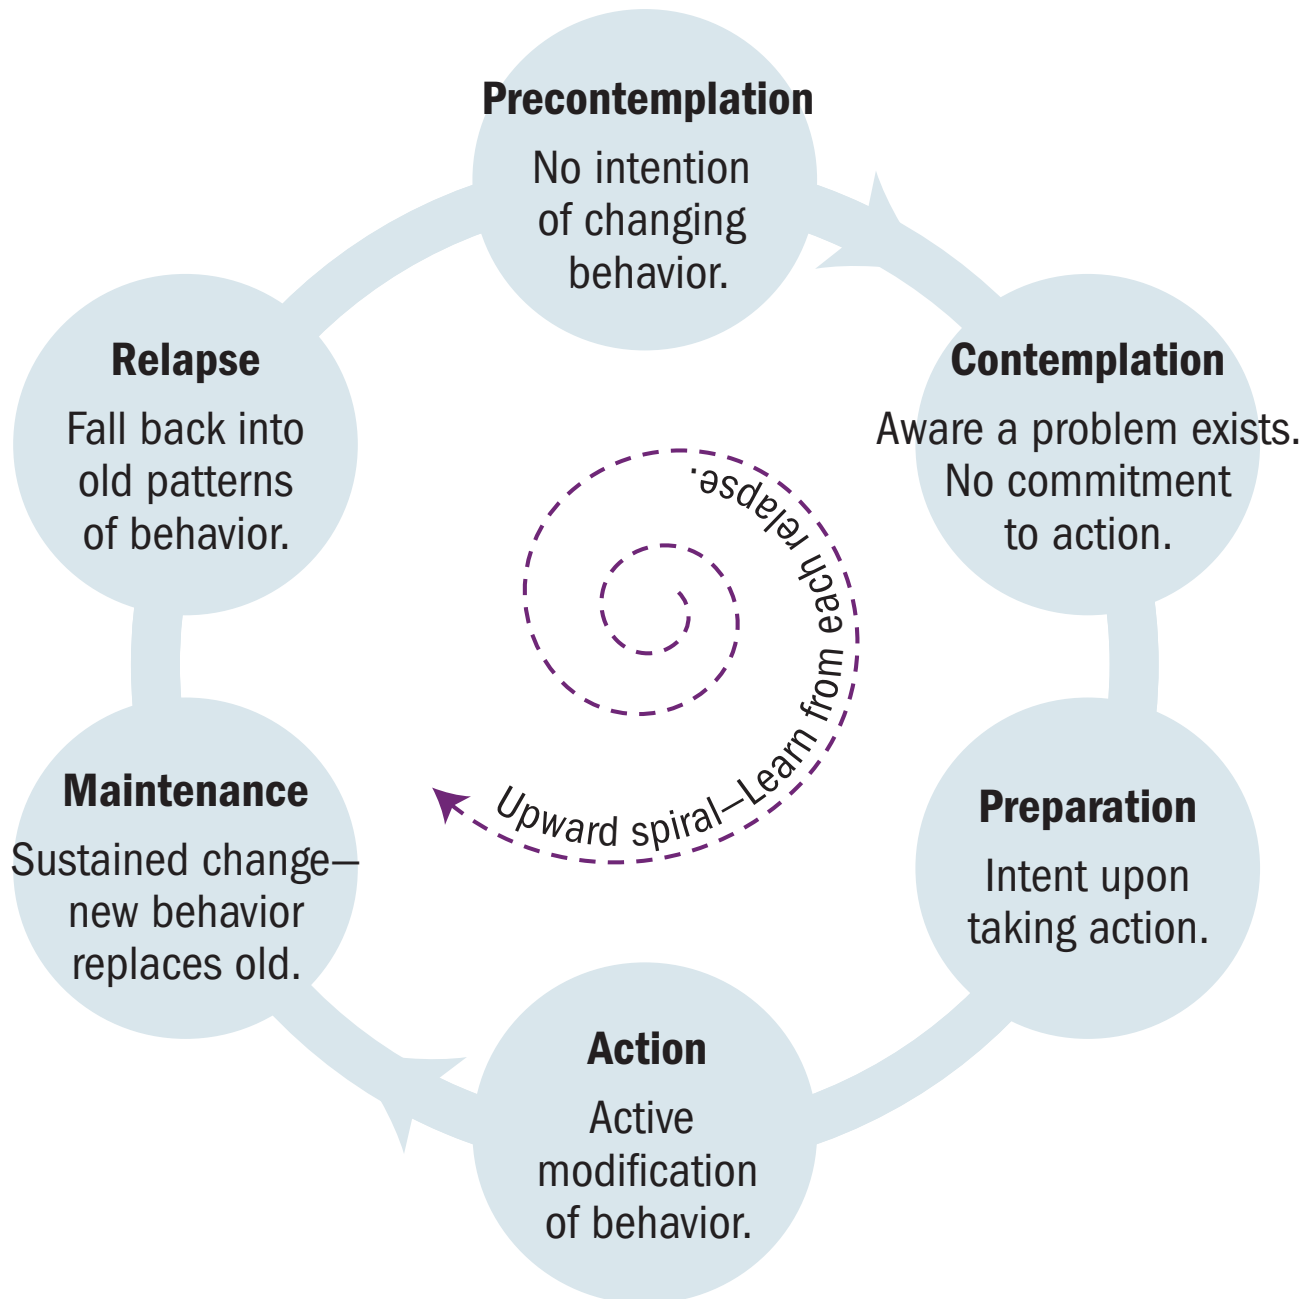 Precontemplation
No intention
of changing
behavior.
Contemplation
Aware a problem exists.
No commitment
to action.
Preparation
Intent upon
taking action.
Action
Active
modification
of behavior.
Maintenance
Sustained change—
new behavior
replaces old.
Relapse
Fall back into
old patterns
of behavior.
Upward spiral—Learn from each relapse.